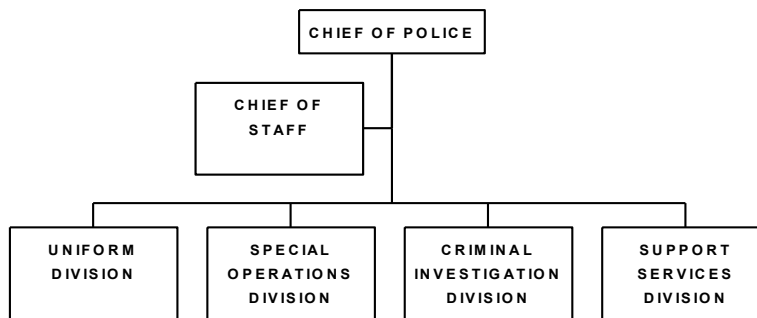 CHIEF OF POLICE
CHIEF OF
STAFF
UNIFORM
DIVISION
SPECIAL
OPERATIONS
DIVISION
CRIMINAL
INVESTIGATION
DIVISION
SUPPORT
SERVICES
DIVISION